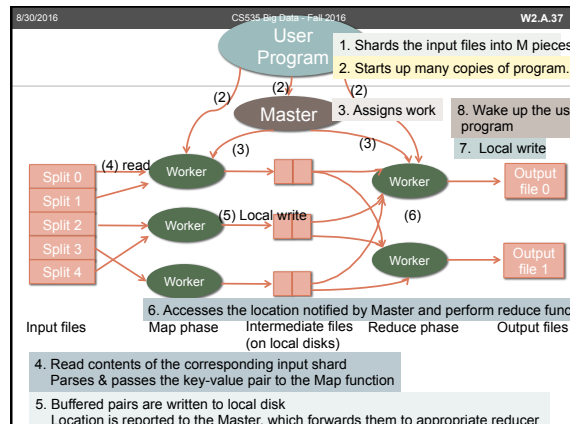 8/30/2016
CS535 Big Data - Fall 2016
W2.A.37
User
Program
1. Shards the input files into M pieces
2. Starts up many copies of program.
(2)
(2)
(2)
Master
3. Assigns work
8. Wake up the us
program
7. Local write
(3)
(3)
(4) read
Split 0
Split 1
Split 2
Split 3
Split 4
Worker
Worker
Worker
(5) Local write
Worker
(6)
Worker
Output
file 0
Output
file 1
6. Accesses the location notified by Master and perform reduce func
Input files
Map phase
Intermediate files
(on local disks)
Reduce phase
Output files
4. Read contents of the corresponding input shard
Parses & passes the key-value pair to the Map function
5. Buffered pairs are written to local disk
Location is reported to the Master, which forwards them to appropriate reducer